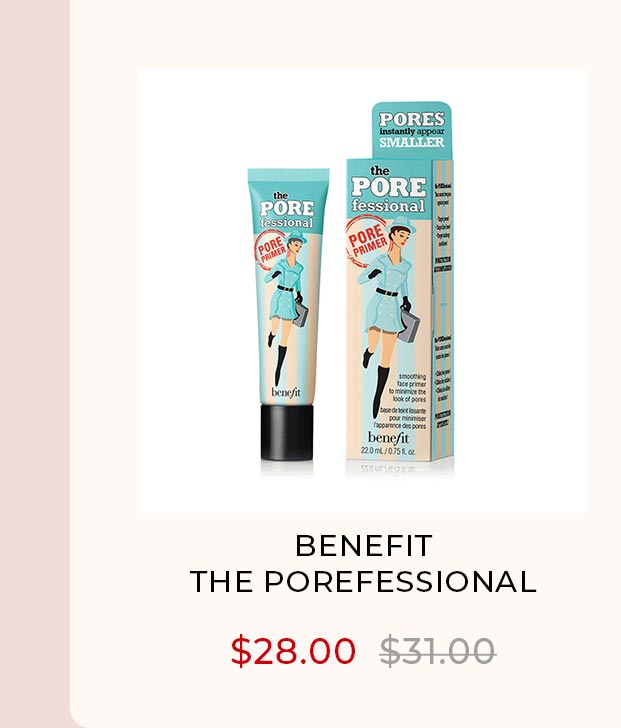 PORES
instantly appear
SMALLER
the
PORE
fessional
PORE
PRIMER
benefit
the
PORE
fessional
PORE
PRIMER
smoothing
face primer
to minimize the
look of pores
base de teint lissante
pour minimiser
l'apparence des pores
benefit
22.0 mL / 0.75 fl. oz.
BENEFIT
THE POREFESSIONAL
$28.00 $31.00